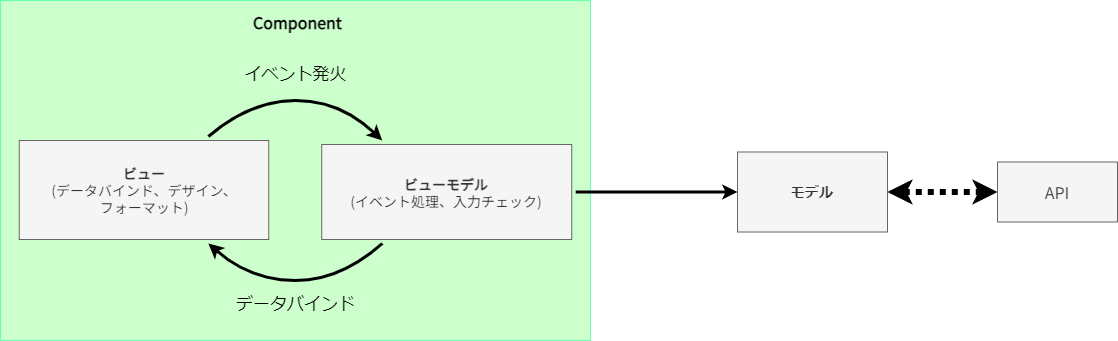 Component
イベント発火
ビュー
(データバインド、デザイン、
フォーマット)
ビューモデル
(イベント処理、入力チェック)
モデル
API
データバインド